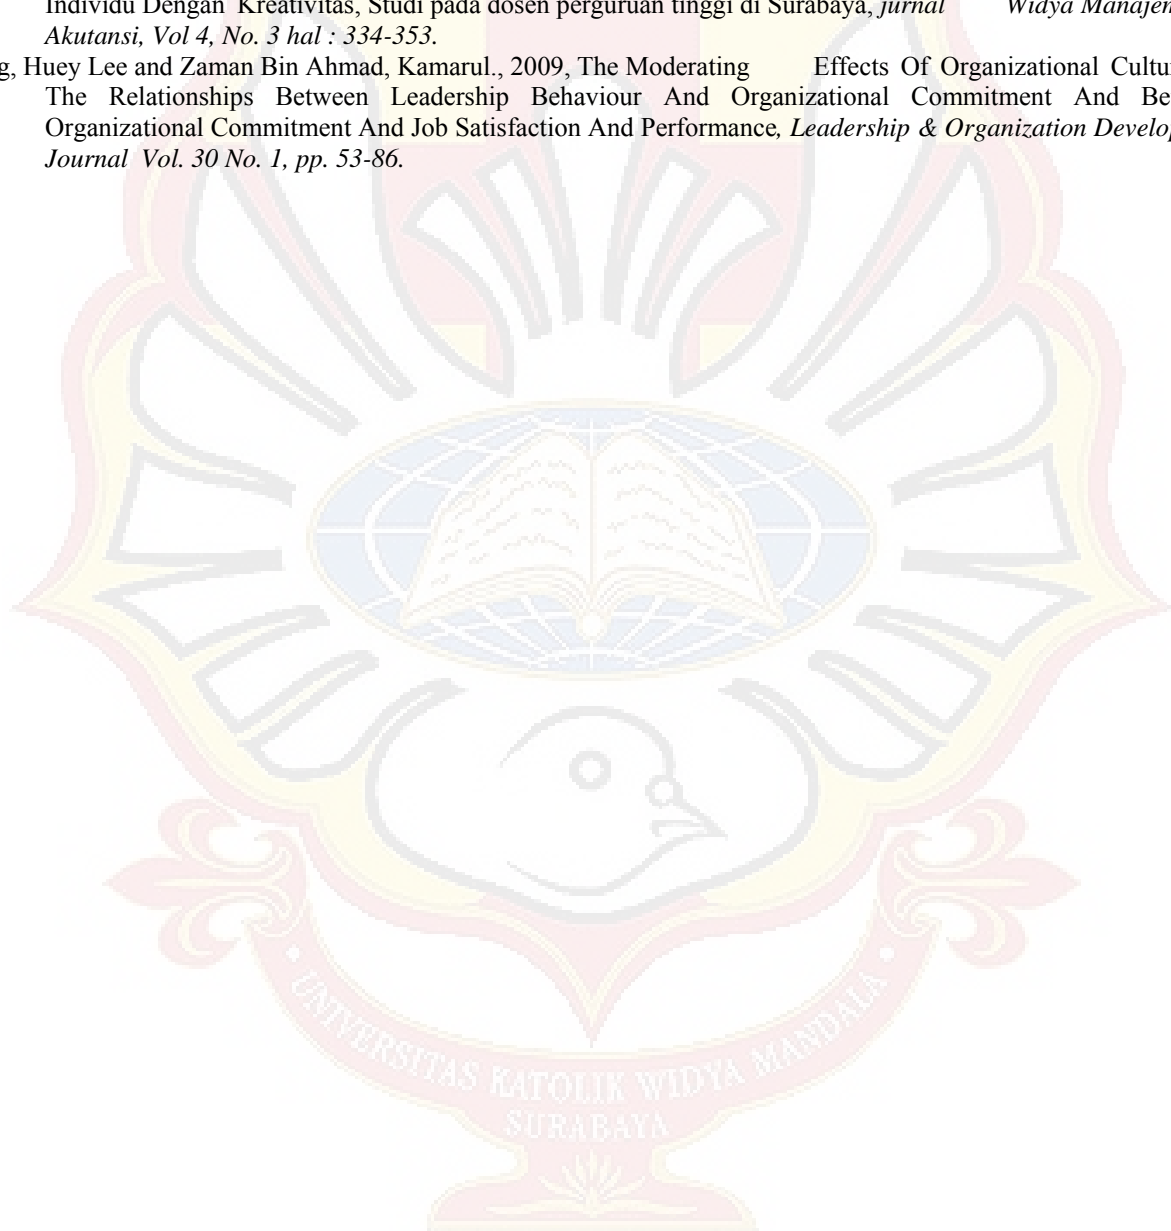 Individu Dengan Kreativitas, Studi pada dosen perguruan tinggi di Surabaya, jurnal Widya Manajem
Akutansi, Vol 4, No. 3 hal : 334-353.
g, Huey Lee and Zaman Bin Ahmad, Kamarul., 2009, The Moderating Effects Of Organizational Cultu
The Relationships Between Leadership Behaviour And Organizational Commitment And Be
Organizational Commitment And Job Satisfaction And Performance, Leadership & Organization Develo
Journal Vol. 30 No. 1, pp. 53-86.
UNIVERSITAS KATOLIK WIDYA MANDALA
SURABAYA